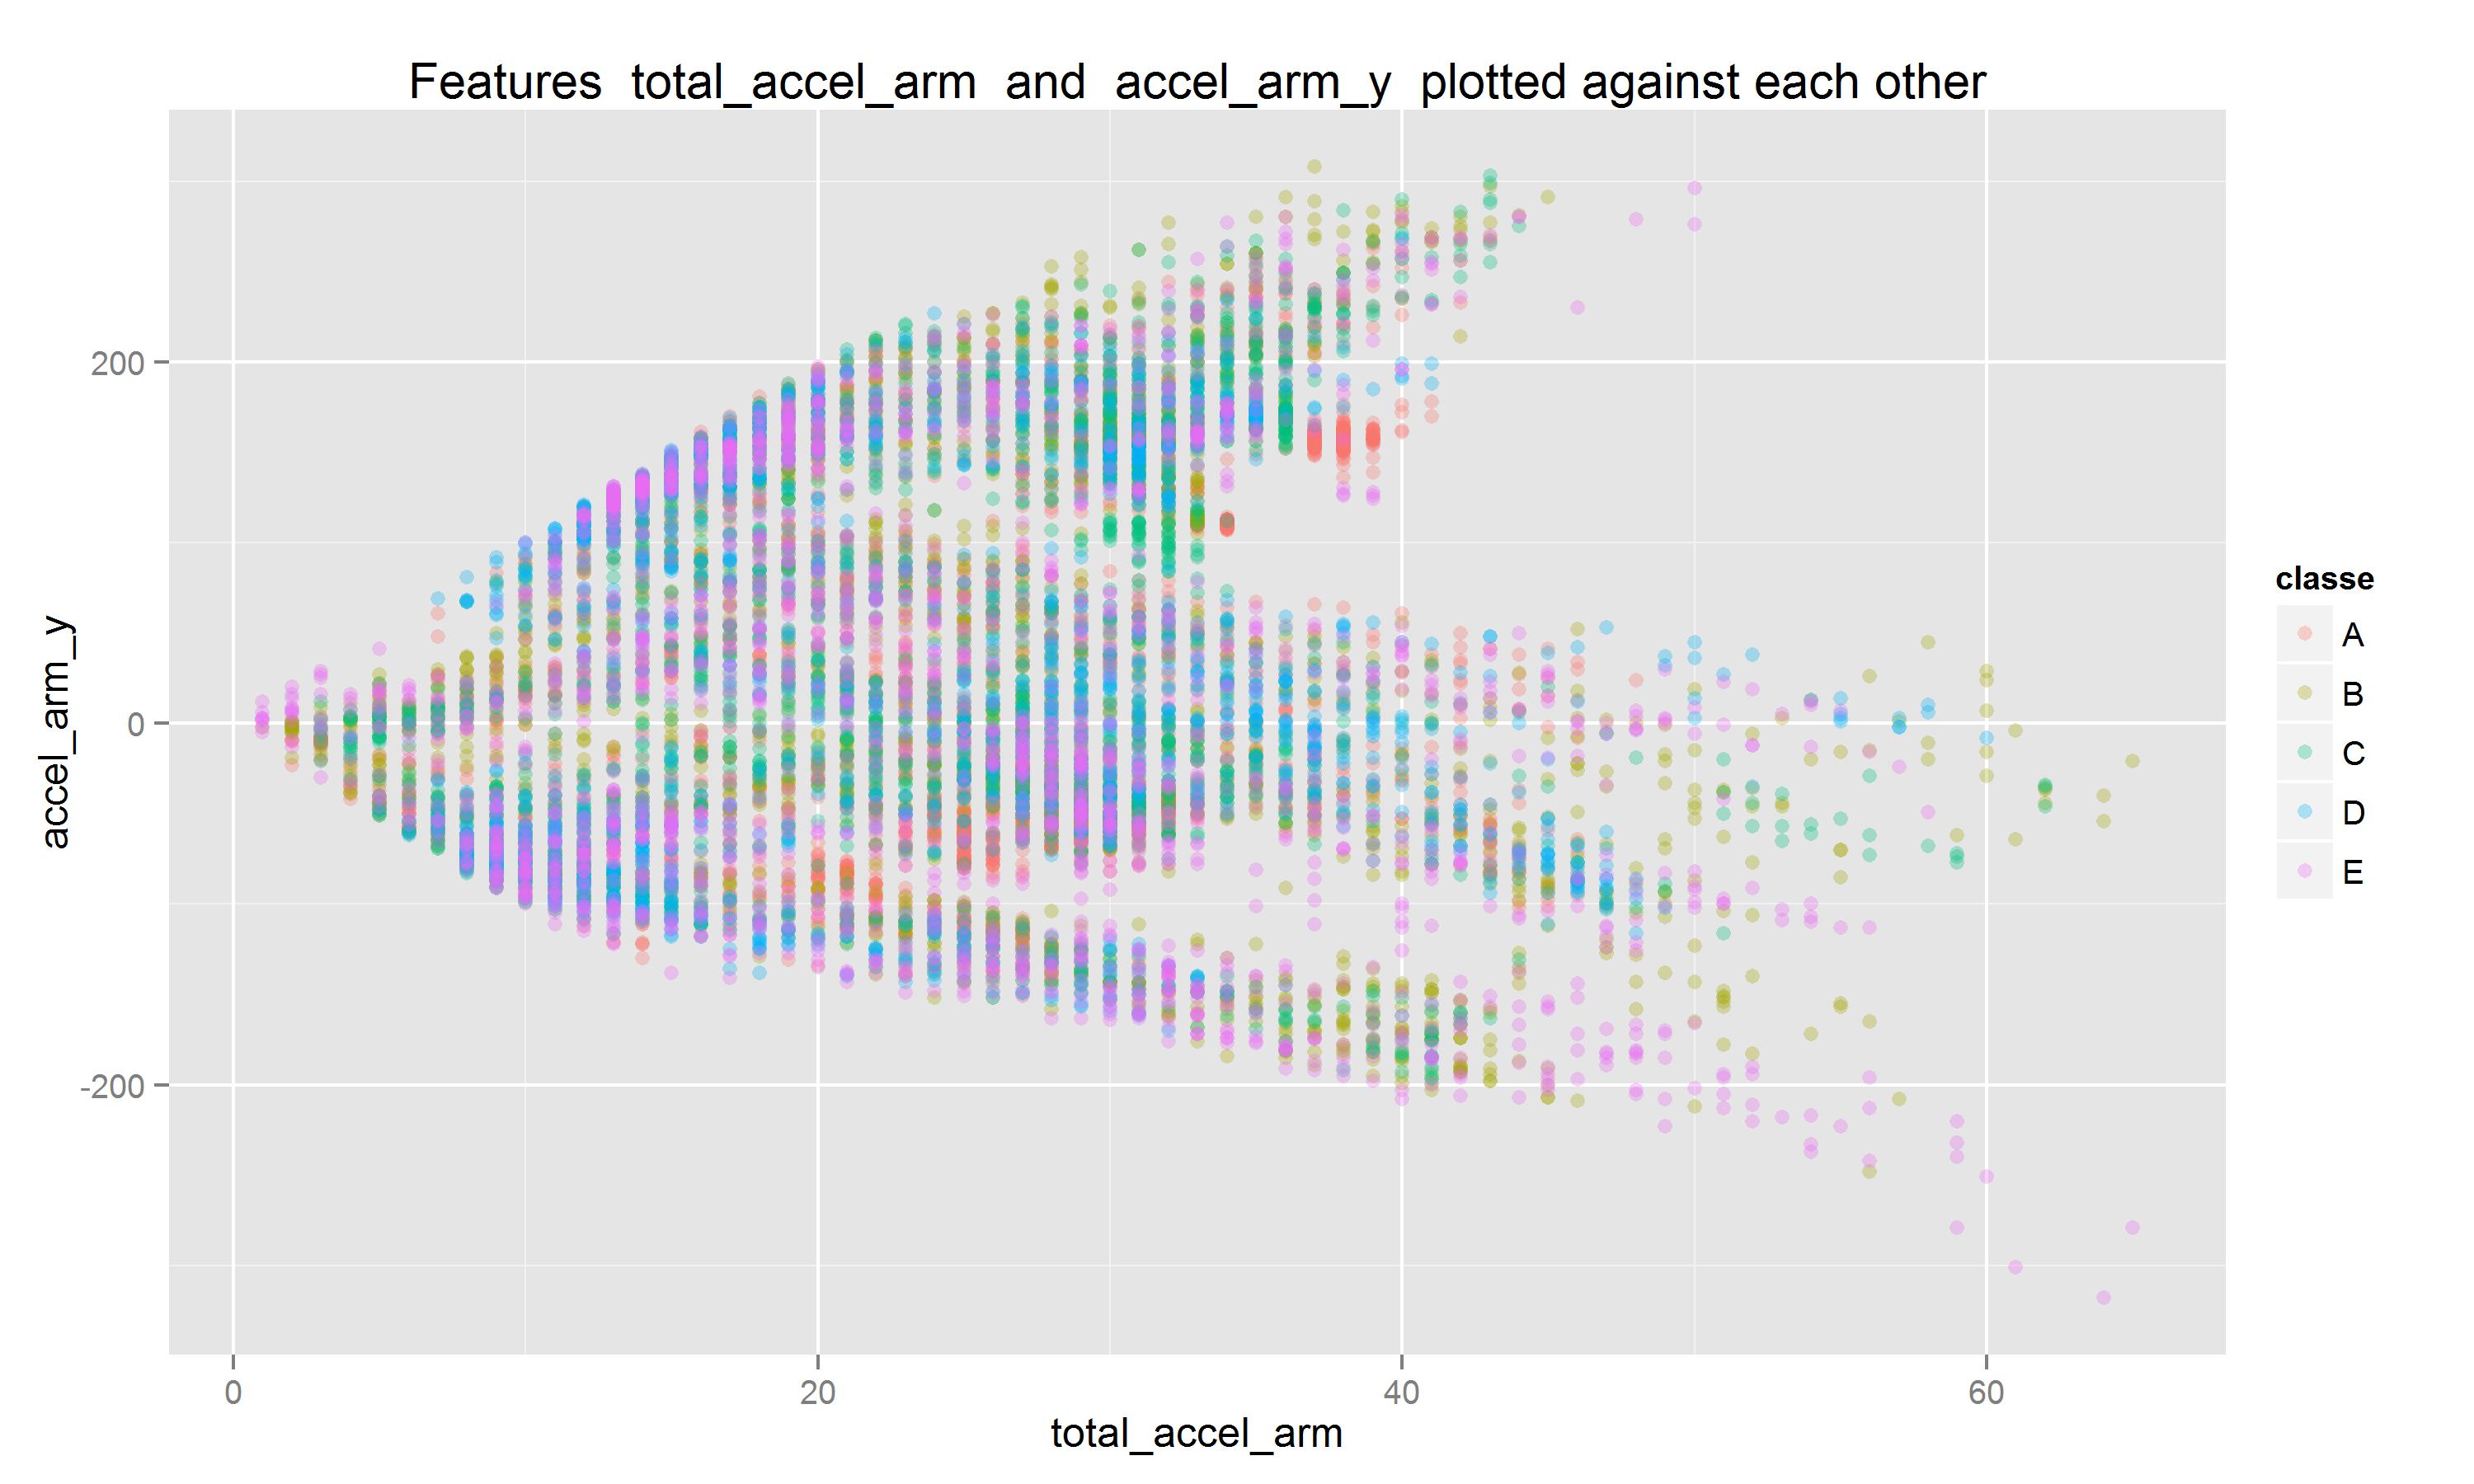 Features total_accel_arm and accel_arm_y plotted against each other
accel_arm_y
200
0
-200
0
20
40
60
total_accel_arm
classe
A
B
C
D
E